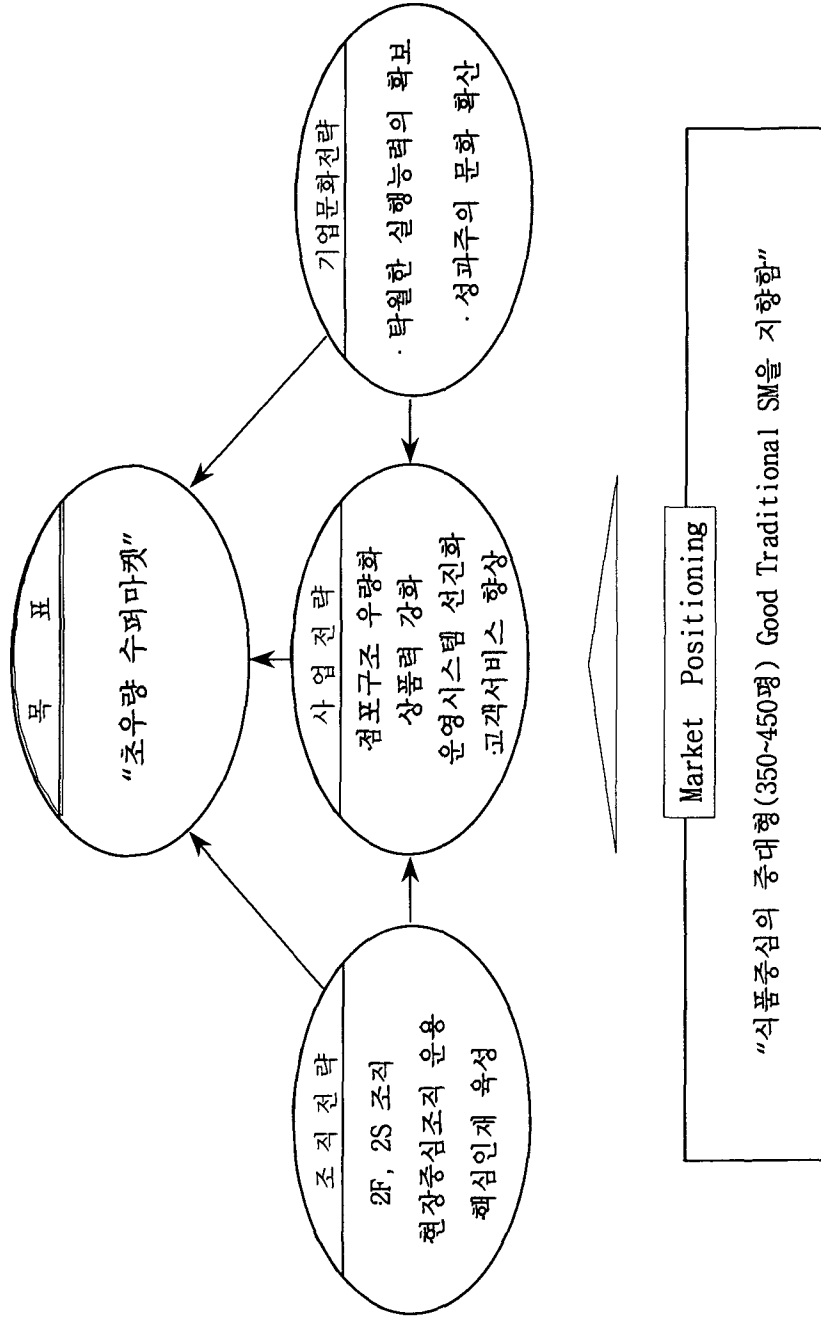 목 표
“초우량 수퍼마켓”
조 직 전 략
2F, 2S 조직
현장중심조직 운용
핵심인재 육성
사 업 전 략
점포구조 우량화
상품력 강화
운영시스템 선진화
고객서비스 향상
기업문화전략
· 탁월한 실행능력의 확보
· 성과주의 문화 확산
Market Positioning
“식품중심의 중대형(350~450평) Good Traditional SM을 지향함”